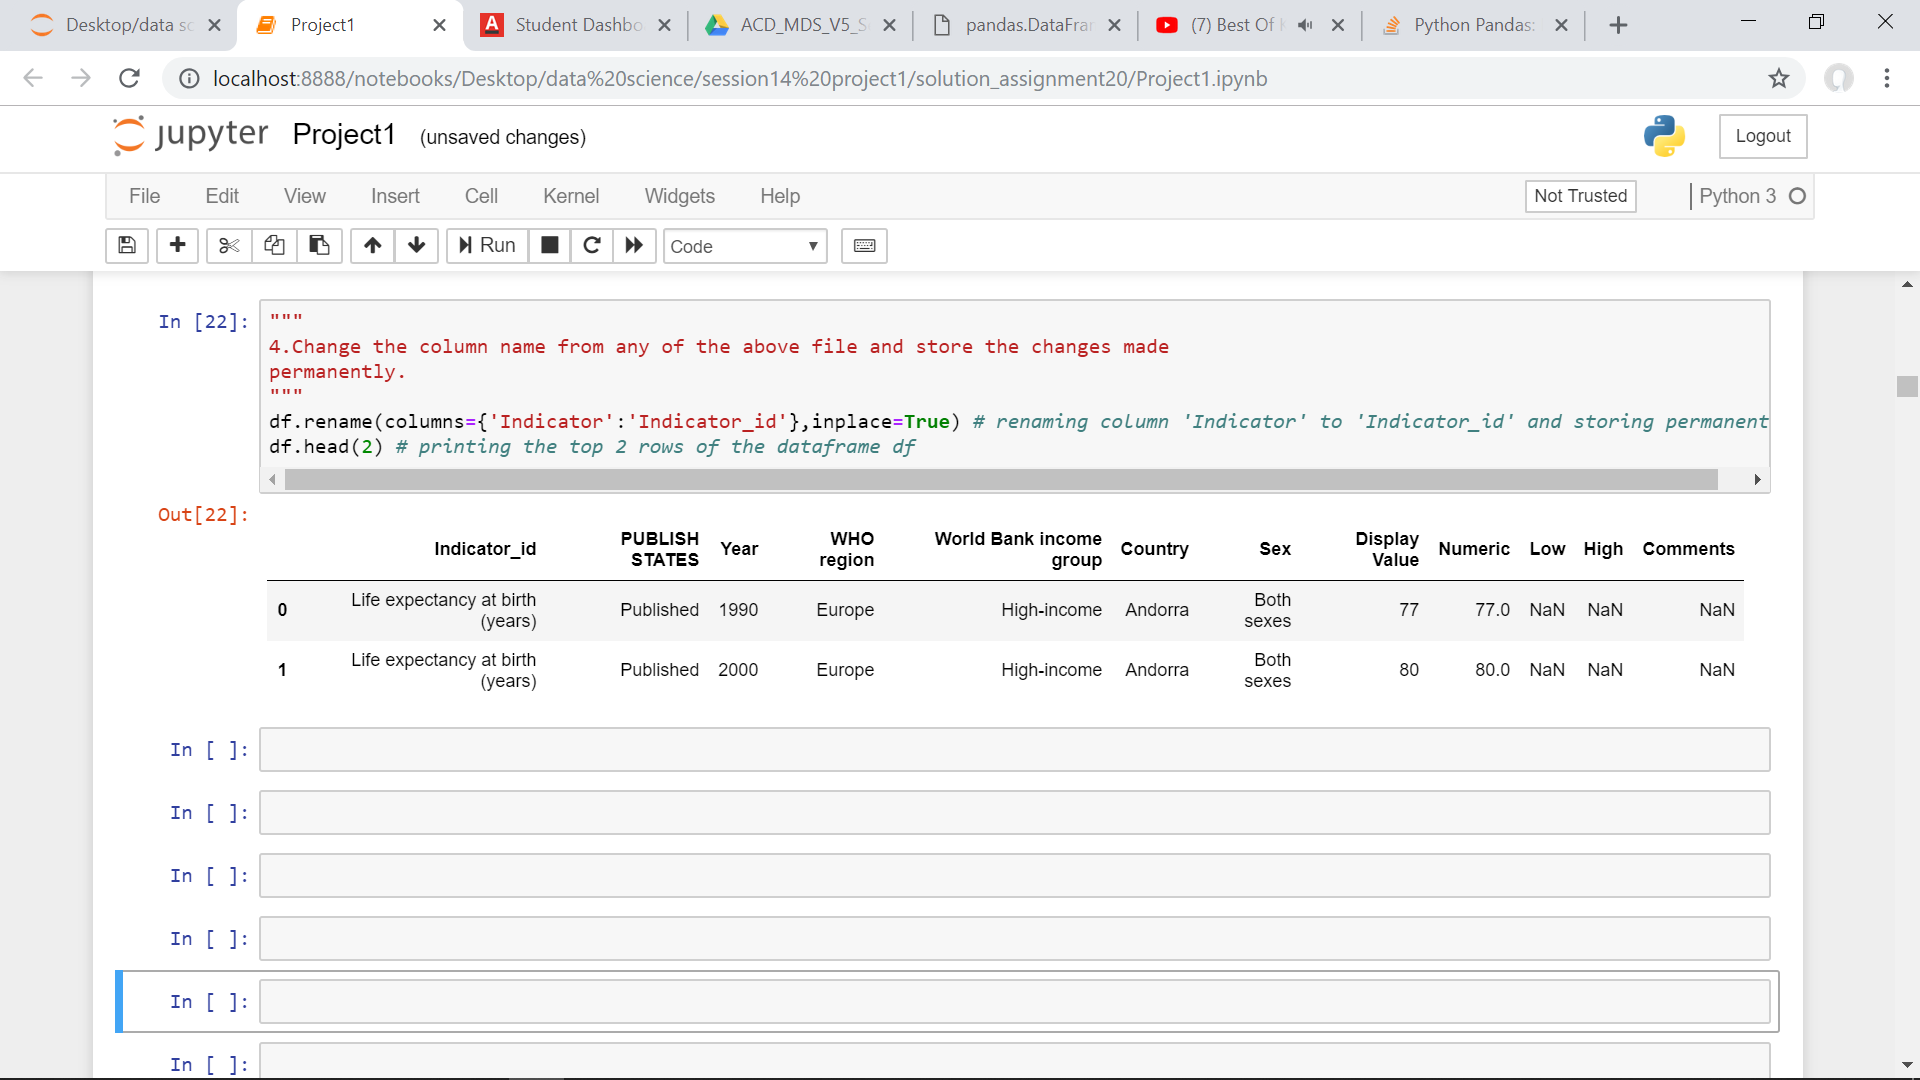 Desktop/data sc
Project1
Student Dashbo
ACD_MDS_V5_S
pandas.DataFrar
(7) Best Of
Python Pandas:
localhost:8888/notebooks/Desktop/data%20science/session14%20project1/solution_assignment20/Project1.ipynb
jupyter Project1 (unsaved changes)
Logout
File Edit View Insert Cell Kernel Widgets Help
Not Trusted
Python 3
Run
Code
In [22]:
"""
4.Change the column name from any of the above file and store the changes made
permanently.
"""
df.rename(columns={'Indicator':'Indicator_id'},inplace=True) # renaming column 'Indicator' to 'Indicator_id' and storing permanent
df.head(2) # printing the top 2 rows of the dataframe df
Out[22]:
Indicator_id PUBLISH STATES Year WHO region World Bank income group Country Sex Display Value Numeric Low High Comments
0 Life expectancy at birth (years) Published 1990 Europe High-income Andorra Both sexes 77 77.0 NaN NaN NaN
1 Life expectancy at birth (years) Published 2000 Europe High-income Andorra Both sexes 80 80.0 NaN NaN NaN
In [ ]:
In [ ]:
In [ ]:
In [ ]:
In [ ]:
In [ ]: